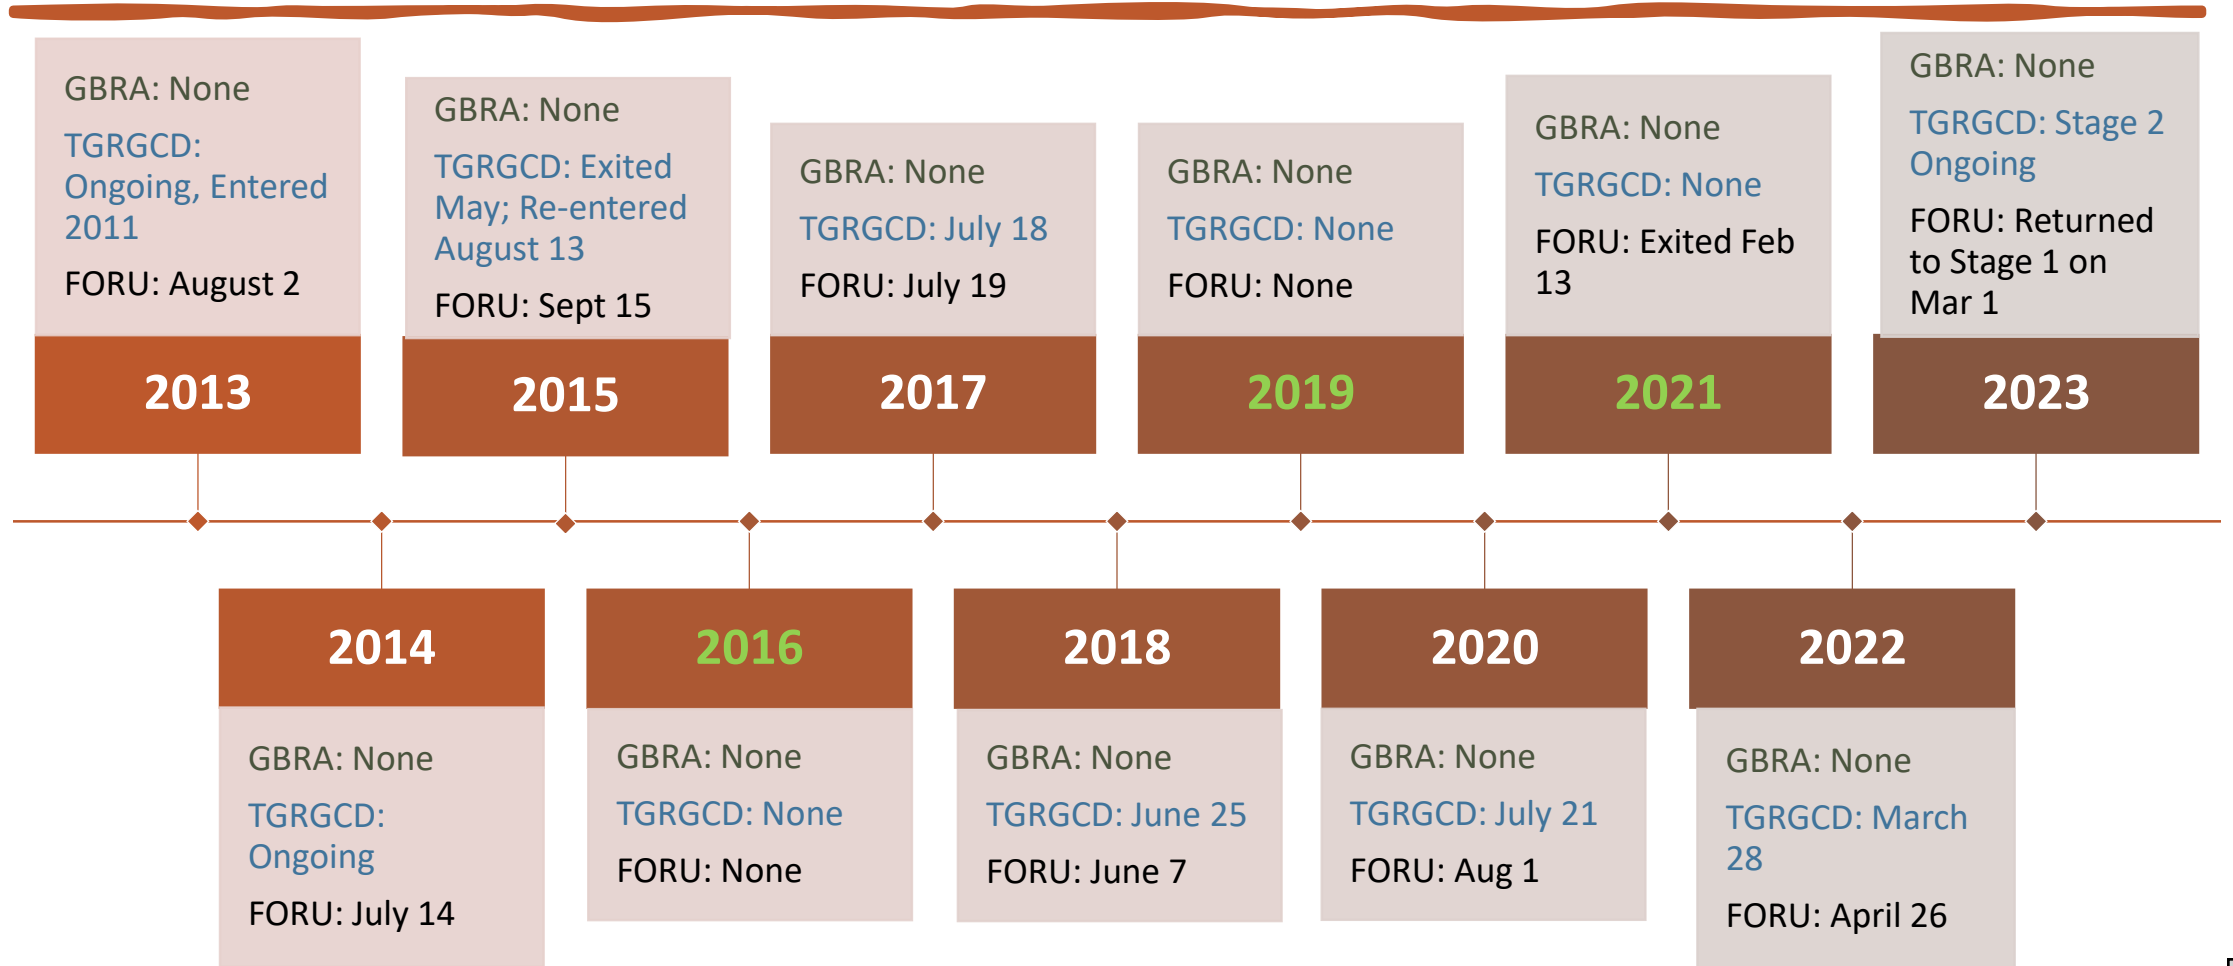 GBRA: None
TGRGCD:
Ongoing, Entered
2011
FORU: August 2
2013
GBRA: None
TGRGCD: Exited
May; Re-entered
August 13
FORU: Sept 15
2015
GBRA: None
TGRGCD: July 18
FORU: July 19
2017
GBRA: None
TGRGCD: None
FORU: None
2019
GBRA: None
TGRGCD: None
FORU: Exited Feb
13
2021
GBRA: None
TGRGCD: Stage 2
Ongoing
FORU: Returned
to Stage 1 on
Mar 1
2023
2014
GBRA: None
TGRGCD:
Ongoing
FORU: July 14
2016
GBRA: None
TGRGCD: None
FORU: None
2018
GBRA: None
TGRGCD: June 25
FORU: June 7
2020
GBRA: None
TGRGCD: July 21
FORU: Aug 1
2022
GBRA: None
TGRGCD: March
28
FORU: April 26